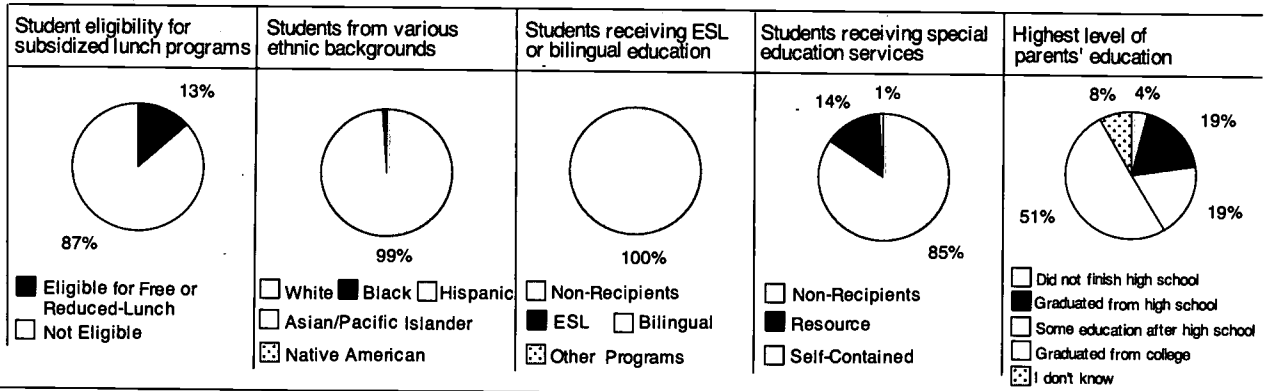 Student eligibility for
subsidized lunch programs
13%
87%
Eligible for Free or
Reduced-Lunch
Not Eligible
Students from various
ethnic backgrounds
99%
White Black Hispanic
Asian/Pacific Islander
Native American
Students receiving ESL
or bilingual education
100%
Non-Recipients
ESL Bilingual
Other Programs
Students receiving special
education services
14% 1%
85%
Non-Recipients
Resource
Self-Contained
Highest level of
parents' education
8% 4%
19%
51%
19%
Did not finish high school
Graduated from high school
Some education after high school
Graduated from college
I don't know